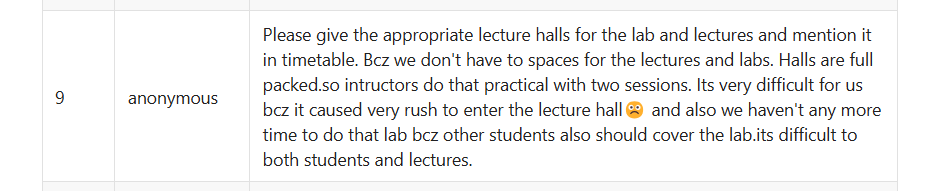 9
anonymous
Please give the appropriate lecture halls for the lab and lectures and mention it
in timetable. Bcz we don't have to spaces for the lectures and labs. Halls are full
packed.so intructors do that practical with two sessions. Its very difficult for us
bcz it caused very rush to enter the lecture hall😟 and also we haven't any more
time to do that lab bcz other students also should cover the lab.its difficult to
both students and lectures.